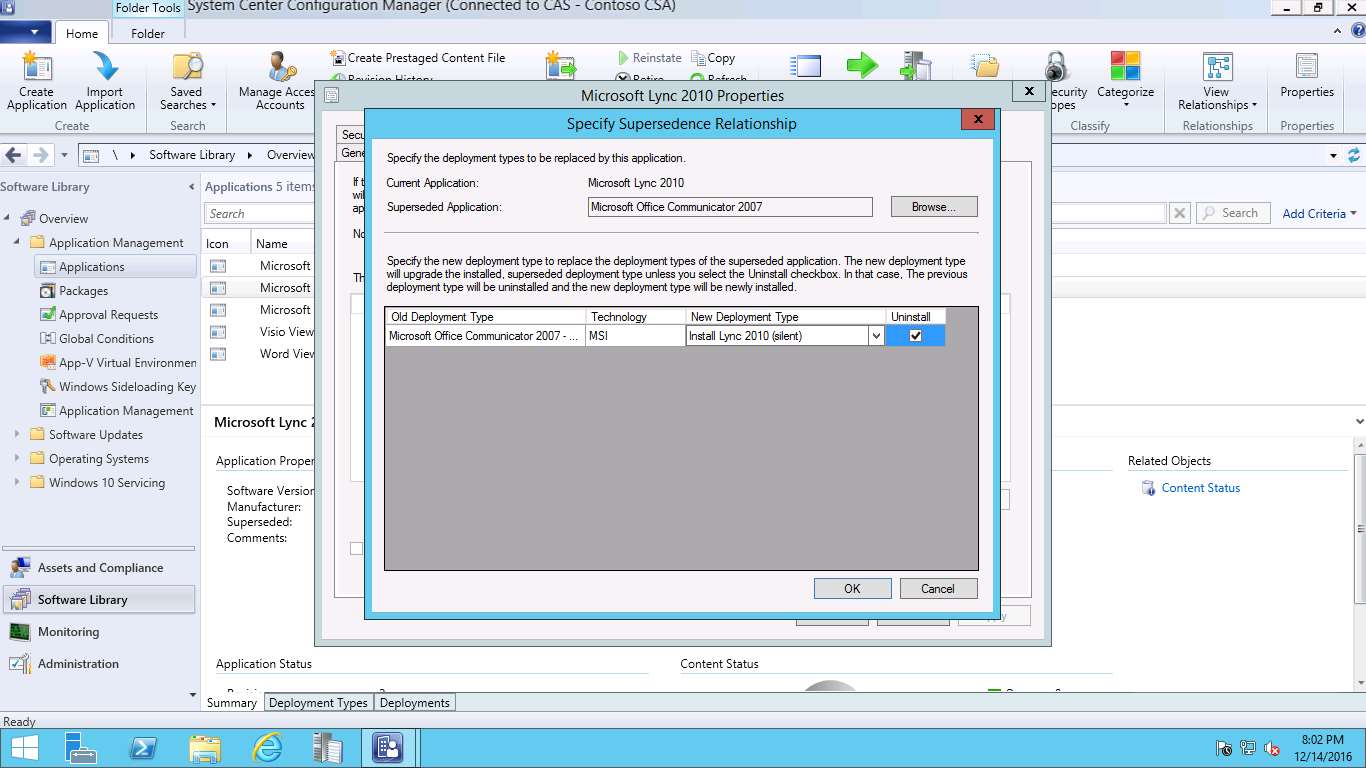 Folder Tools
System Center Configuration Manager (Connected to CAS - Contoso CSA)
Home
Folder
Create Application
Import Application
Create
Saved Searches
Search
Manage Access Accounts
Create Prestaged Content File
Revision History
Reinstate
Retire
Copy
Refresh
Categorize
Classify
View Relationships
Relationships
Properties
Properties
\
Software Library
Overview
Software Library
Applications 5 items
Search
Search
Add Criteria
Overview
Application Management
Applications
Packages
Approval Requests
Global Conditions
App-V Virtual Environmen
Windows Sideloading Key
Application Management
Software Updates
Operating Systems
Windows 10 Servicing
Assets and Compliance
Software Library
Monitoring
Administration
Icon
Name
Microsoft
Microsoft
Microsoft
Visio View
Word View
Microsoft Lync 2
Application Proper
Software Version
Manufacturer:
Superseded:
Comments:
Related Objects
Content Status
Application Status
Content Status
Summary
Deployment Types
Deployments
Microsoft Lync 2010 Properties
Specify Supersedence Relationship
Specify the deployment types to be replaced by this application.
Current Application:
Microsoft Lync 2010
Superseded Application:
Microsoft Office Communicator 2007
Browse...
Specify the new deployment type to replace the deployment types of the superseded application. The new deployment type
will upgrade the installed, superseded deployment type unless you select the Uninstall checkbox. In that case, The previous
deployment type will be uninstalled and the new deployment type will be newly installed.
Old Deployment Type
Technology
New Deployment Type
Uninstall
Microsoft Office Communicator 2007 - ...
MSI
Install Lync 2010 (silent)
OK
Cancel
Ready
8:02 PM
12/14/2016